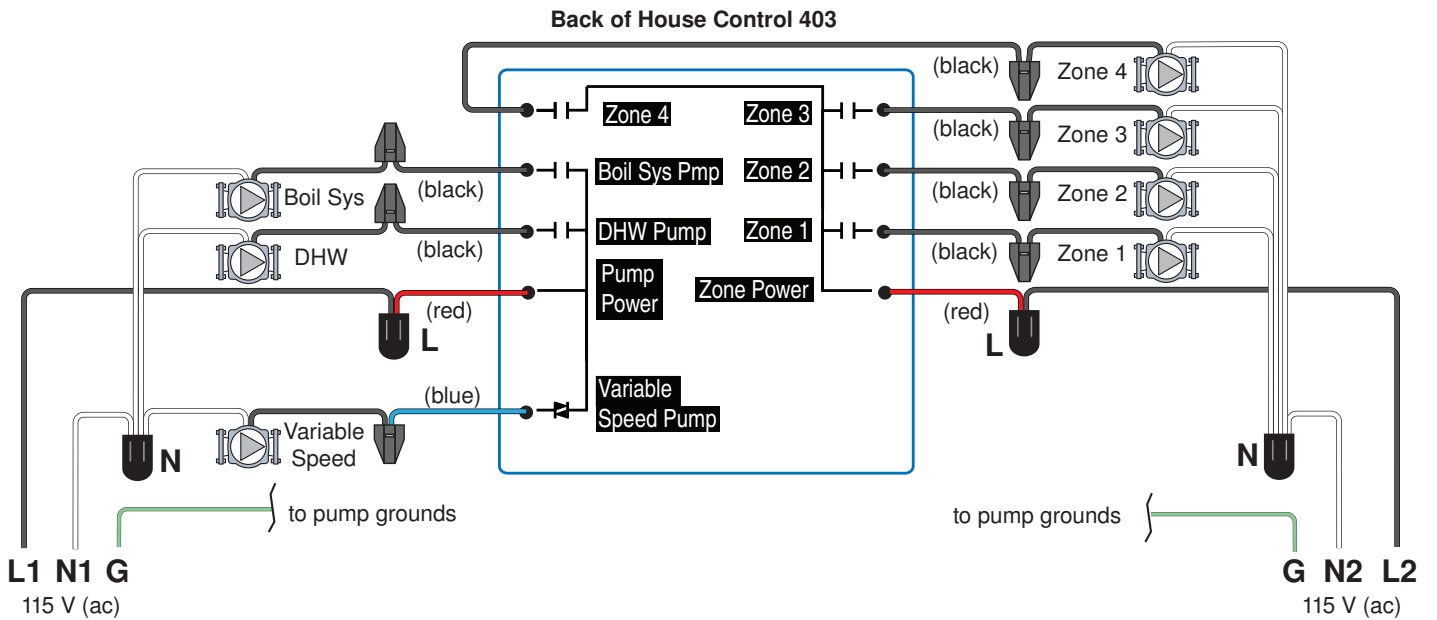 Back of House Control 403
(black) Zone 4
Zone 4 Zone 3
(black) Zone 3
Boil Sys (black)
Boil Sys Pmp Zone 2
(black) Zone 2
DHW (black)
DHW Pump Zone 1
(black) Zone 1
Pump
Power
Zone Power
(red)
L
(red)
L
(blue)
Variable
Speed Pump
Variable
Speed
N
N
to pump grounds
to pump grounds
L1 N1 G
115 V (ac)
G N2 L2
115 V (ac)